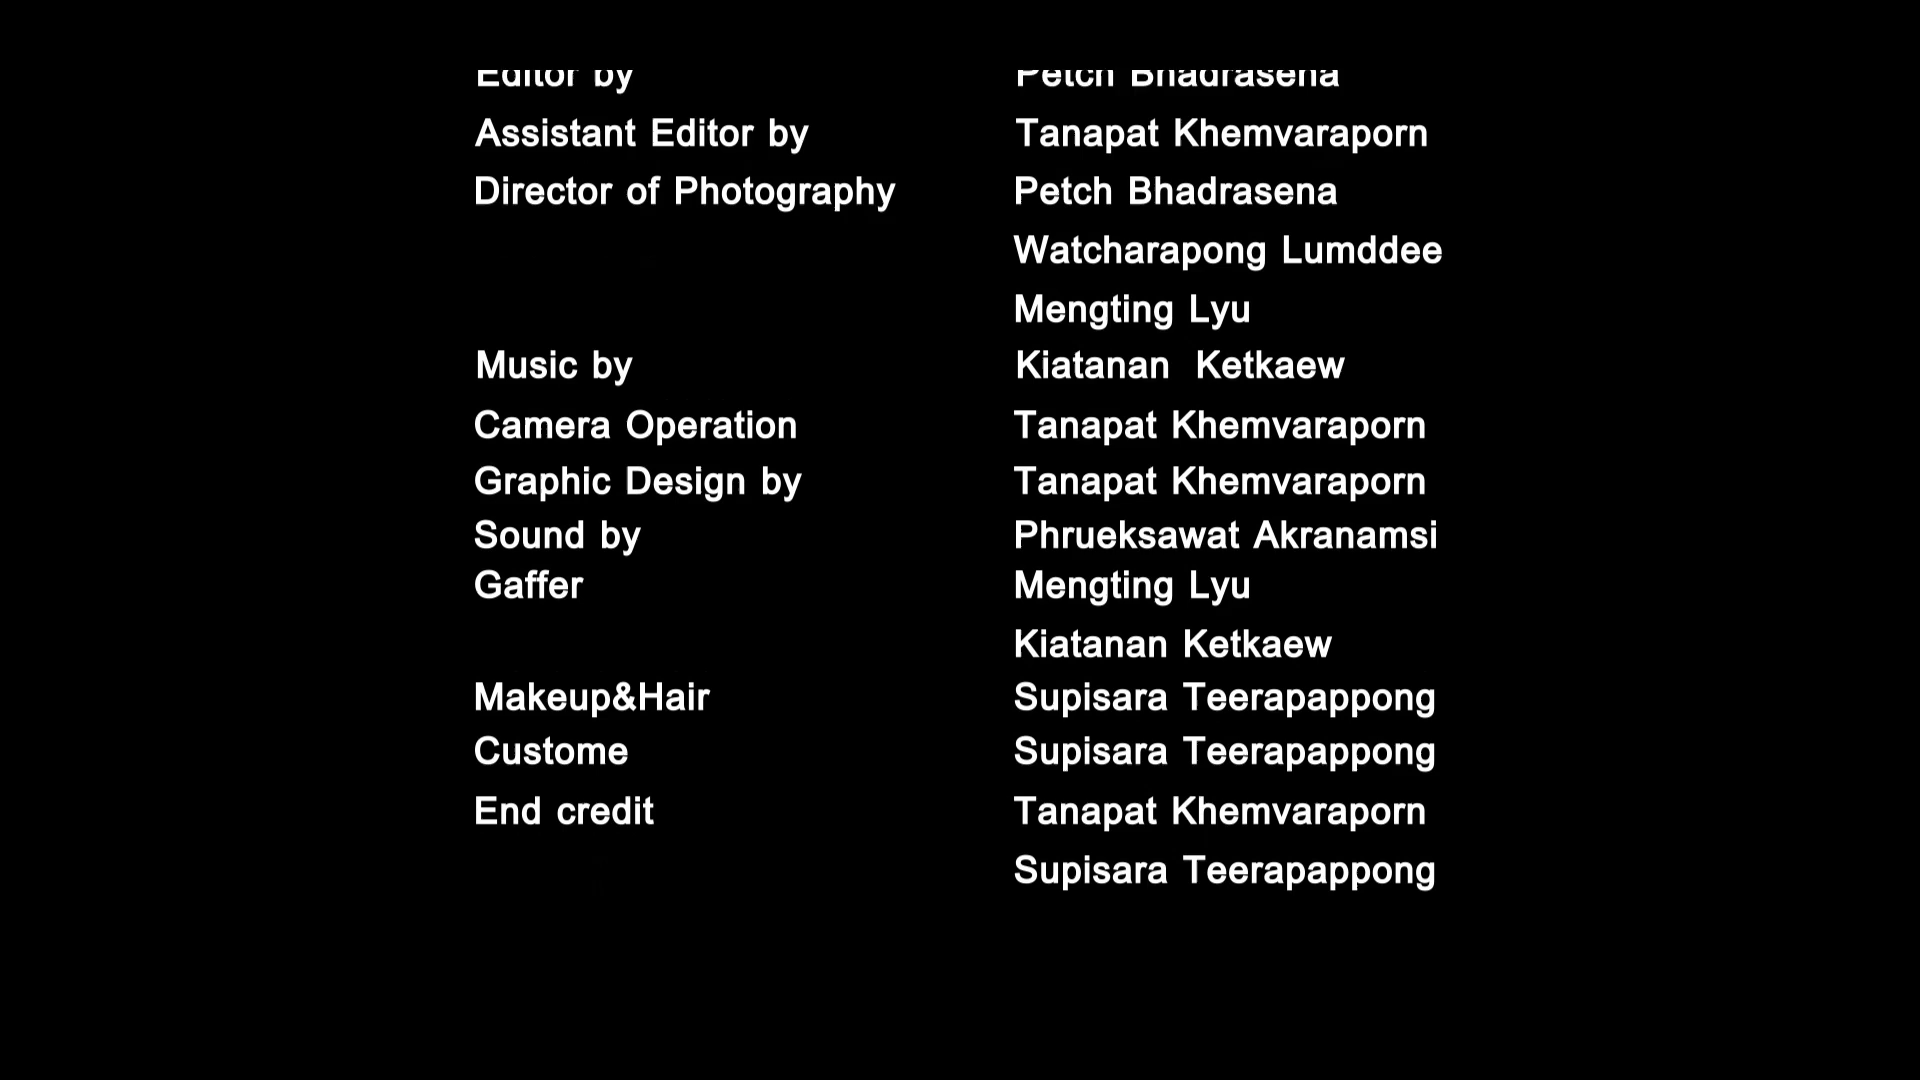 Editor by Petch Bhadrasena
Assistant Editor by Tanapat Khemvaraporn
Director of Photography Petch Bhadrasena
Watcharapong Lumddee
Mengting Lyu
Music by Kiatanan  Ketkaew
Camera Operation Tanapat Khemvaraporn
Graphic Design by Tanapat Khemvaraporn
Sound by Phrueksawat Akranamsi
Gaffer Mengting Lyu
Kiatanan Ketkaew
Makeup&Hair Supisara Teerapappong
Custome Supisara Teerapappong
End credit Tanapat Khemvaraporn
Supisara Teerapappong